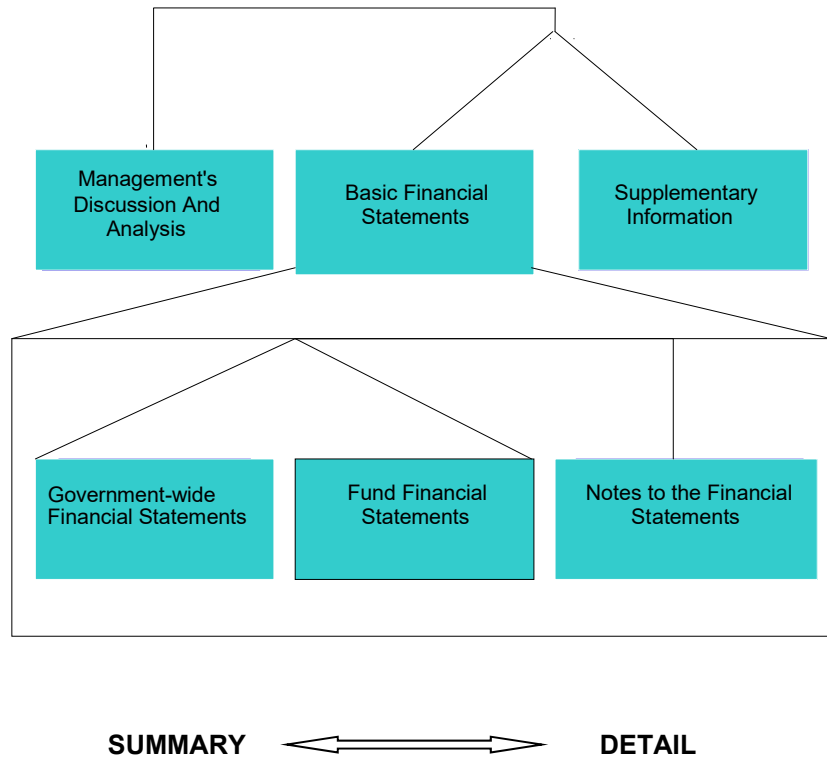 Management's
Discussion And
Analysis
Basic Financial
Statements
Supplementary
Information
Government-wide
Financial Statements
Fund Financial
Statements
Notes to the Financial
Statements
SUMMARY
DETAIL